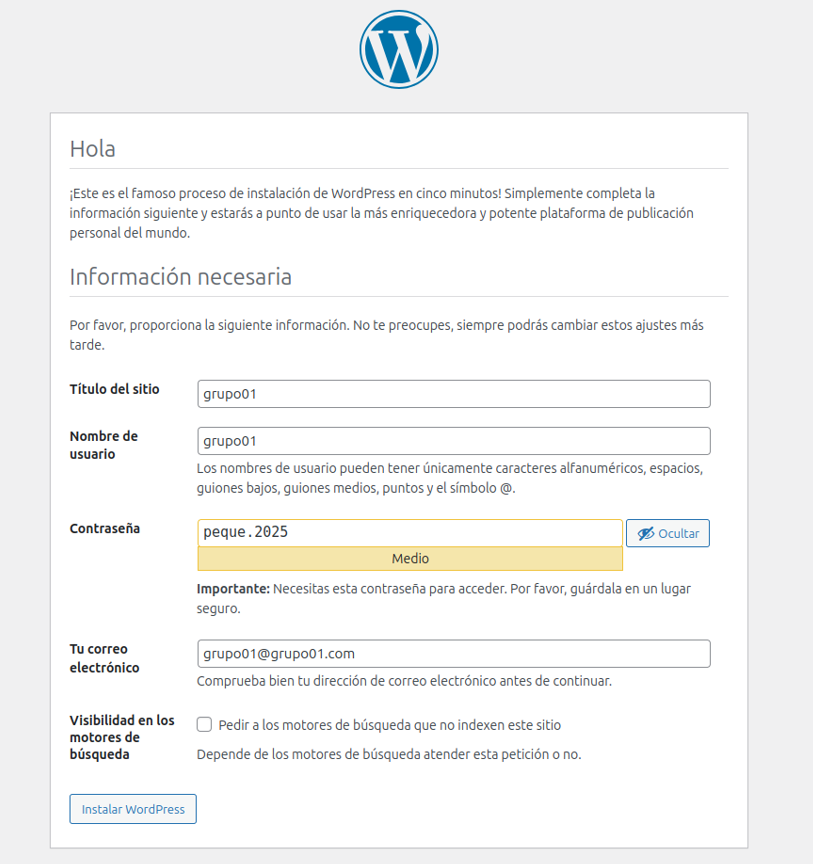 Hola
¡Este es el famoso proceso de instalación de WordPress en cinco minutos! Simplemente completa la
información siguiente y estarás a punto de usar la más enriquecedora y potente plataforma de publicación
personal del mundo.
Información necesaria
Por favor, proporciona la siguiente información. No te preocupes, siempre podrás cambiar estos ajustes más
tarde.
Título del sitio
grupo01
Nombre de
usuario
grupo01
Los nombres de usuario pueden tener únicamente caracteres alfanuméricos, espacios,
guiones bajos, guiones medios, puntos y el símbolo @.
Contraseña
peque.2025
Ocultar
Medio
Importante: Necesitas esta contraseña para acceder. Por favor, guárdala en un lugar
seguro.
Tu correo
electrónico
grupo01@grupo01.com
Comprueba bien tu dirección de correo electrónico antes de continuar.
Visibilidad en los
motores de
búsqueda
Pedir a los motores de búsqueda que no indexen este sitio
Depende de los motores de búsqueda atender esta petición o no.
Instalar WordPress